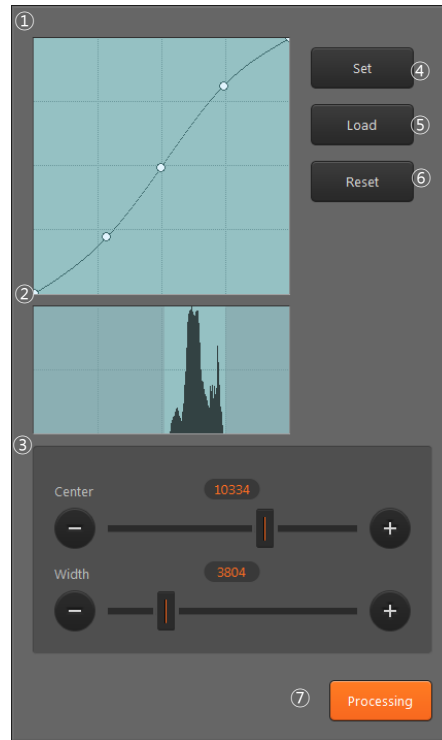 ①
④ Set
⑤ Load
⑥ Reset
②
③
Center 10334
− +
Width 3804
− +
⑦ Processing